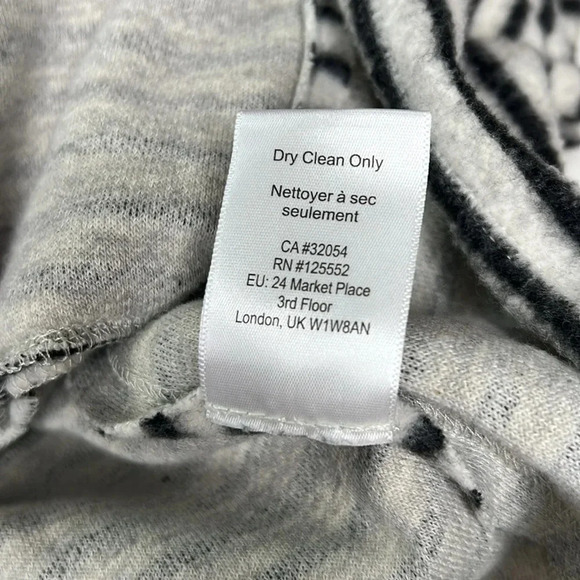 Dry Clean Only
Nettoyer à sec
seulement
CA #32054
RN #125552
EU: 24 Market Place
3rd Floor
London, UK W1W8AN